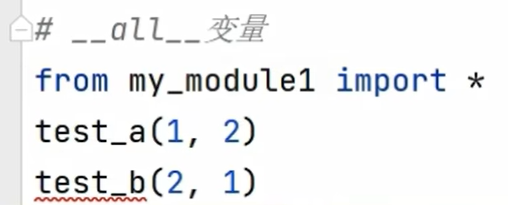 # __all__变量
from my_module1 import *
test_a(1, 2)
test_b(2, 1)